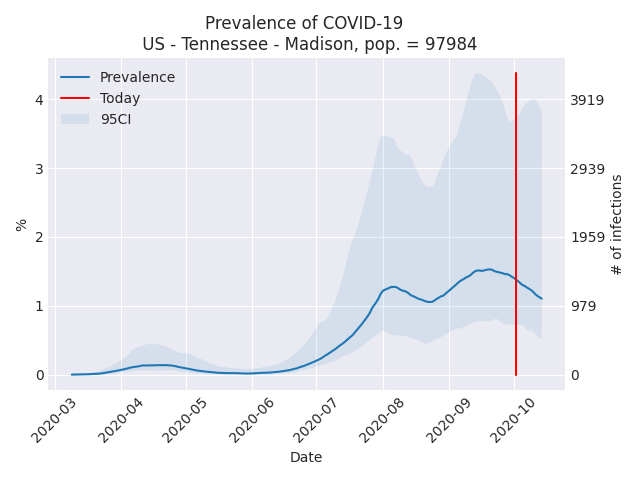 Prevalence of COVID-19
US - Tennessee - Madison, pop. = 97984
Prevalence
Today
95CI
4
3
2
1
0
%
3919
2939
1959
979
0
# of infections
2020-03
2020-04
2020-05
2020-06
2020-07
2020-08
2020-09
2020-10
Date